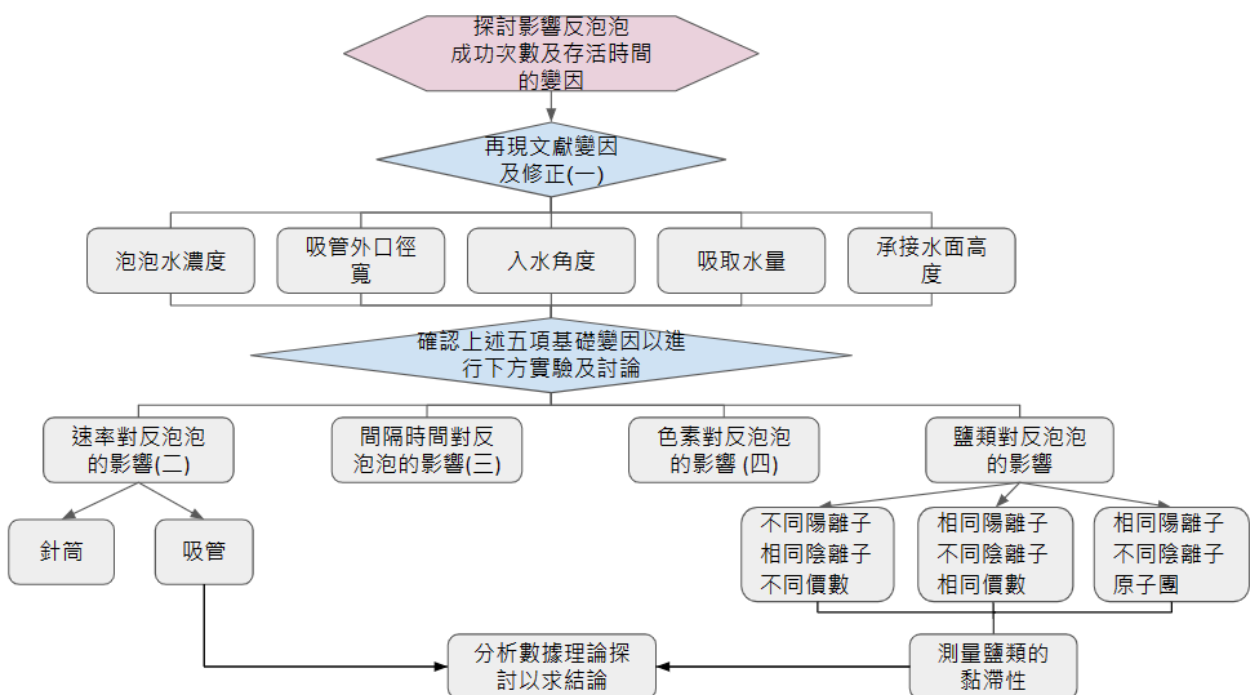 探討影響反泡泡
成功次數及存活時間
的變因
再現文獻變因
及修正(一)
泡泡水濃度
吸管外口徑
寬
入水角度
吸取水量
承接水面高
度
確認上述五項基礎變因以進
行下方實驗及討論
速率對反泡泡
的影響(二)
間隔時間對反
泡泡的影響(三)
色素對反泡泡
的影響 (四)
鹽類對反泡泡
的影響
針筒
吸管
不同陽離子
相同陰離子
不同價數
相同陽離子
不同陰離子
相同價數
相同陽離子
不同陰離子
原子團
分析數據理論探
討以求結論
測量鹽類的
黏滯性